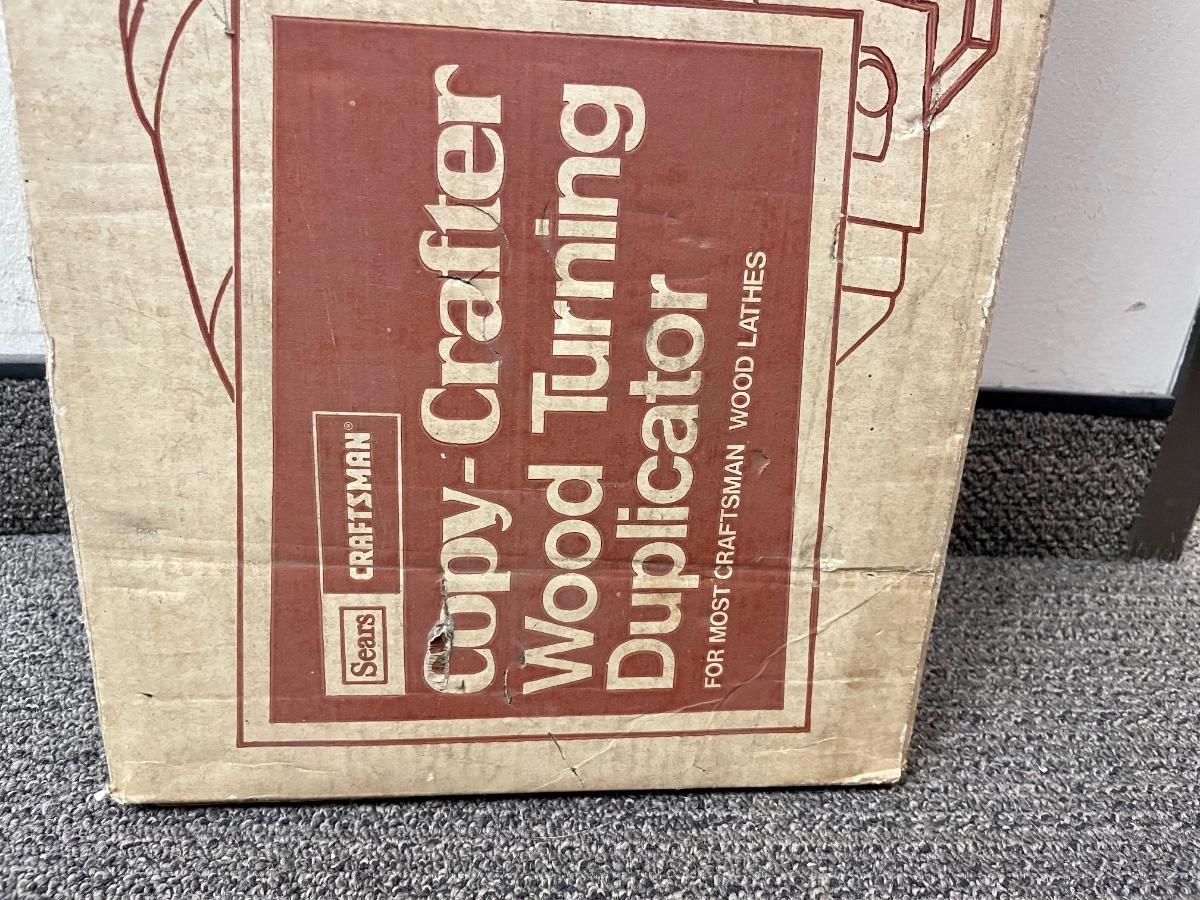 Sears CRAFTSMAN®
Copy-Crafter
Wood Turning
Duplicator
FOR MOST CRAFTSMAN WOOD LATHES